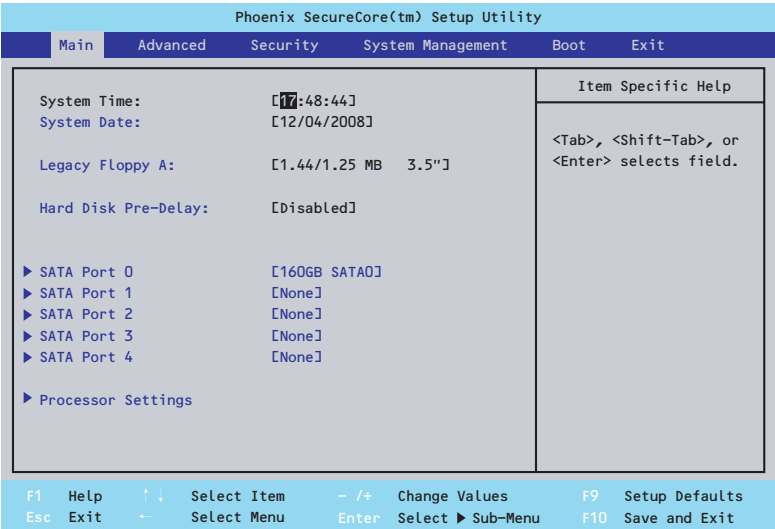 Phoenix SecureCore(tm) Setup Utility
Main Advanced Security System Management Boot Exit
Item Specific Help
System Time: [17:48:44]
System Date: [12/04/2008]
<Tab>, <Shift-Tab>, or
<Enter> selects field.
Legacy Floppy A: [1.44/1.25 MB 3.5"]
Hard Disk Pre-Delay: [Disabled]
▶ SATA Port 0 [160GB SATA0]
▶ SATA Port 1 [None]
▶ SATA Port 2 [None]
▶ SATA Port 3 [None]
▶ SATA Port 4 [None]
▶ Processor Settings
F1 Help ↑↓ Select Item - /+ Change Values F9 Setup Defaults
Esc Exit ← Select Menu Enter Select ▶ Sub-Menu F10 Save and Exit